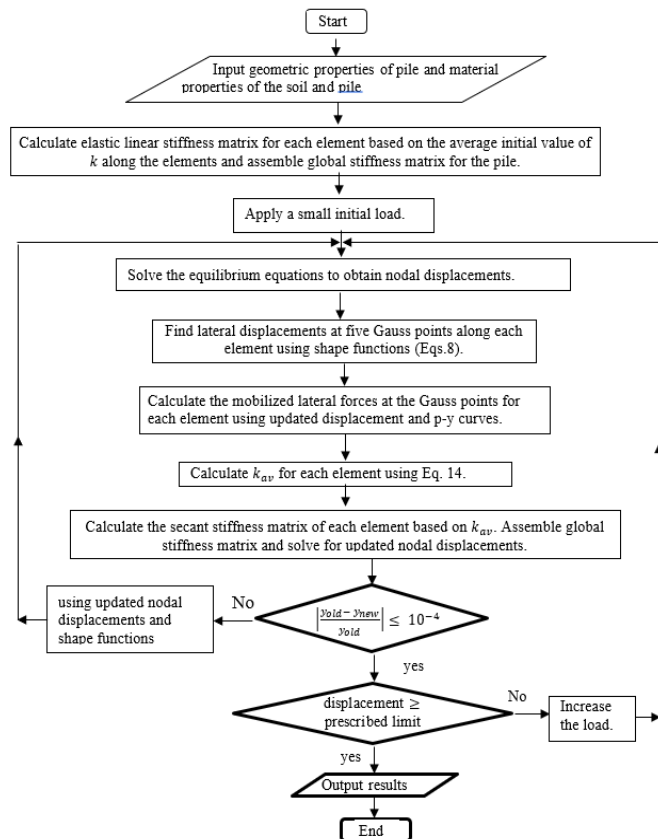 Start
Input geometric properties of pile and material
properties of the soil and pile
Calculate elastic linear stiffness matrix for each element based on the average initial value of
k along the elements and assemble global stiffness matrix for the pile.
Apply a small initial load.
Solve the equilibrium equations to obtain nodal displacements.
Find lateral displacements at five Gauss points along each
element using shape functions (Eqs.8).
Calculate the mobilized lateral forces at the Gauss points for
each element using updated displacement and p-y curves.
Calculate k_av for each element using Eq. 14.
Calculate the secant stiffness matrix of each element based on k_av. Assemble global
stiffness matrix and solve for updated nodal displacements.
No
using updated nodal
displacements and
shape functions
|y_old − y_new / y_old| ≤ 10^-4
yes
displacement ≥
prescribed limit
No
Increase
the load.
yes
Output results
End